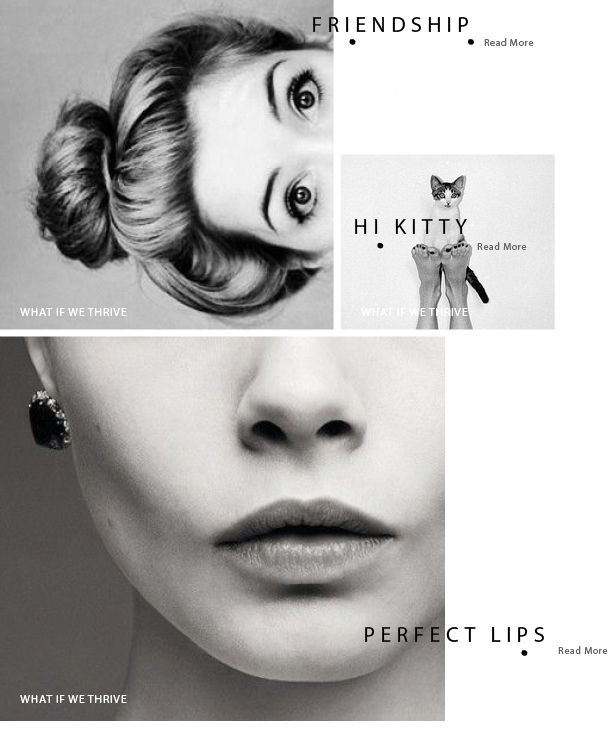 FRIENDSHIP
Read More
HI KITTY
Read More
WHAT IF WE THRIVE
WHAT IF WE THRIVE
PERFECT LIPS
Read More
WHAT IF WE THRIVE